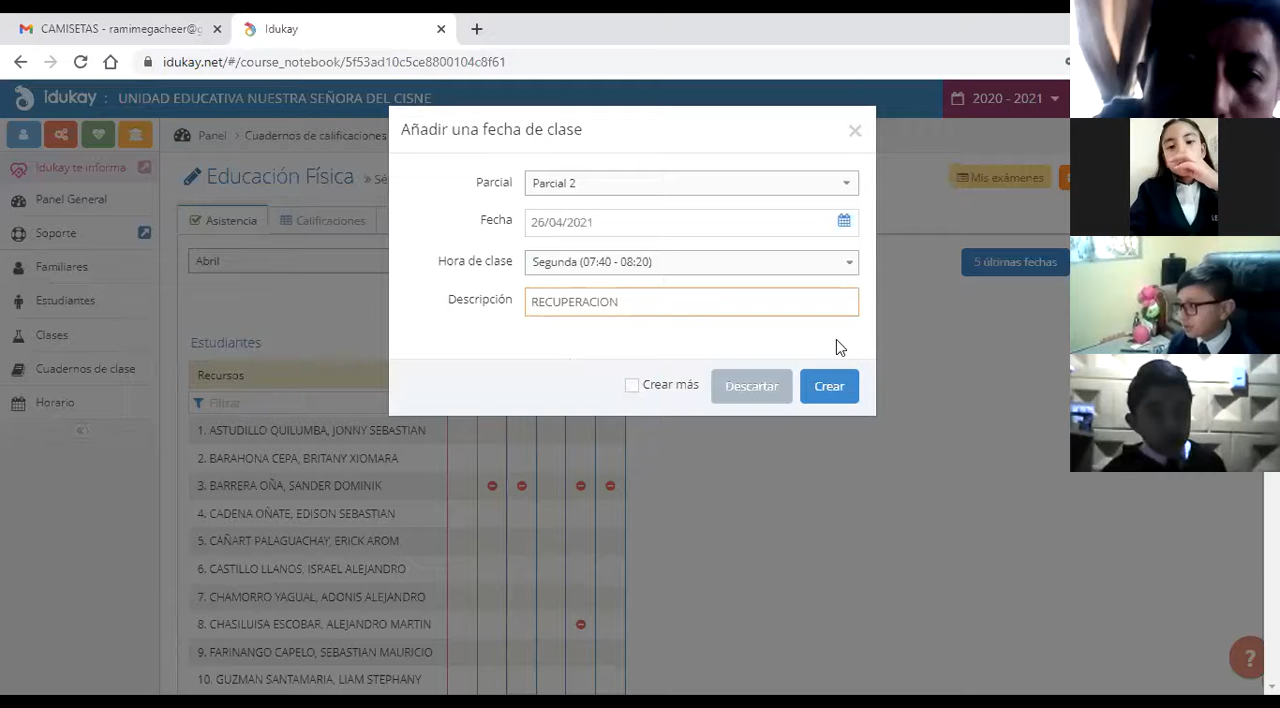 CAMISETAS - ramimegacheer@g
Idukay
idukay.net/#/course_notebook/5f53ad10c5ce8800104c8f61
idukay : UNIDAD EDUCATIVA NUESTRA SEÑORA DEL CISNE
2020 - 2021
Panel > Cuadernos de calificaciones
Idukay te informa
Panel General
Soporte
Familiares
Estudiantes
Clases
Cuadernos de clase
Horario
Educación Física
Mis exámenes
Asistencia
Calificaciones
Abril
5 últimas fechas
Añadir una fecha de clase
Parcial
Parcial 2
Fecha
26/04/2021
Hora de clase
Segunda (07:40 - 08:20)
Descripción
RECUPERACION
Crear más
Descartar
Crear
Estudiantes
Recursos
Filtrar
1. ASTUDILLO QUILUMBA, JONNY SEBASTIAN
2. BARAHONA CEPA, BRITANY XIOMARA
3. BARRERA OÑA, SANDER DOMINIK
4. CADENA OÑATE, EDISON SEBASTIAN
5. CAÑART PALAGUACHAY, ERICK AROM
6. CASTILLO LLANOS, ISRAEL ALEJANDRO
7. CHAMORRO YAGUAL, ADONIS ALEJANDRO
8. CHASILUISA ESCOBAR, ALEJANDRO MARTIN
9. FARINANGO CAPELO, SEBASTIAN MAURICIO
10. GUZMAN SANTAMARIA, LIAM STEPHANY
?